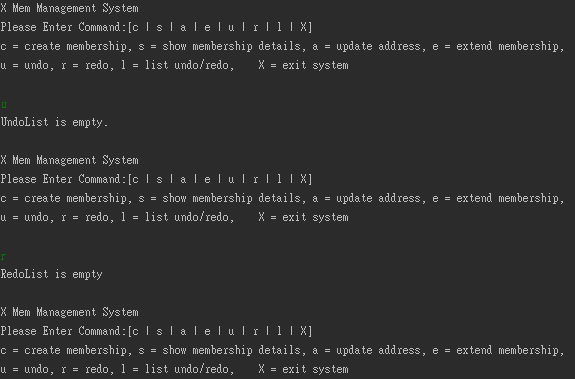 X Mem Management System
Please Enter Command:[c | s | a | e | u | r | l | X]
c = create membership, s = show membership details, a = update address, e = extend membership,
u = undo, r = redo, l = list undo/redo,    X = exit system
u
UndoList is empty.
X Mem Management System
Please Enter Command:[c | s | a | e | u | r | l | X]
c = create membership, s = show membership details, a = update address, e = extend membership,
u = undo, r = redo, l = list undo/redo,    X = exit system
r
RedoList is empty
X Mem Management System
Please Enter Command:[c | s | a | e | u | r | l | X]
c = create membership, s = show membership details, a = update address, e = extend membership,
u = undo, r = redo, l = list undo/redo,    X = exit system